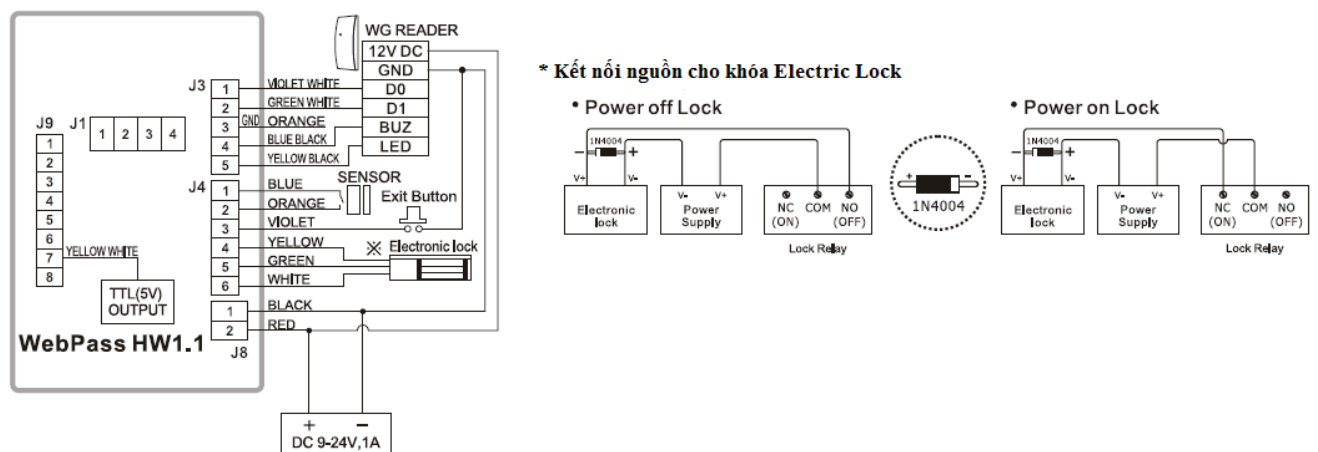 WG READER
12V DC
GND
D0
D1
BUZ
LED
J3
1 VIOLET WHITE
2 GREEN WHITE
3 GND ORANGE
4 BLUE BLACK
5 YELLOW BLACK
J9
1
2
3
4
5
6
7 YELLOW WHITE
8
J1
1 2 3 4
TTL(5V)
OUTPUT
J4
1 BLUE
2 ORANGE
3 VIOLET
4 YELLOW
5 GREEN
6 WHITE
SENSOR
Exit Button
※ Electronic lock
1 BLACK
2 RED
J8
WebPass HW1.1
+ −
DC 9-24V,1A
* Kết nối nguồn cho khóa Electric Lock
• Power off Lock
1N4004
− +
V+ V-
Electronic
lock
V- V+
Power
Supply
NC COM NO
(ON) (OFF)
Lock Relay
+ −
1N4004
• Power on Lock
1N4004
− +
V+ V-
Electronic
lock
V- V+
Power
Supply
NC COM NO
(ON) (OFF)
Lock Relay